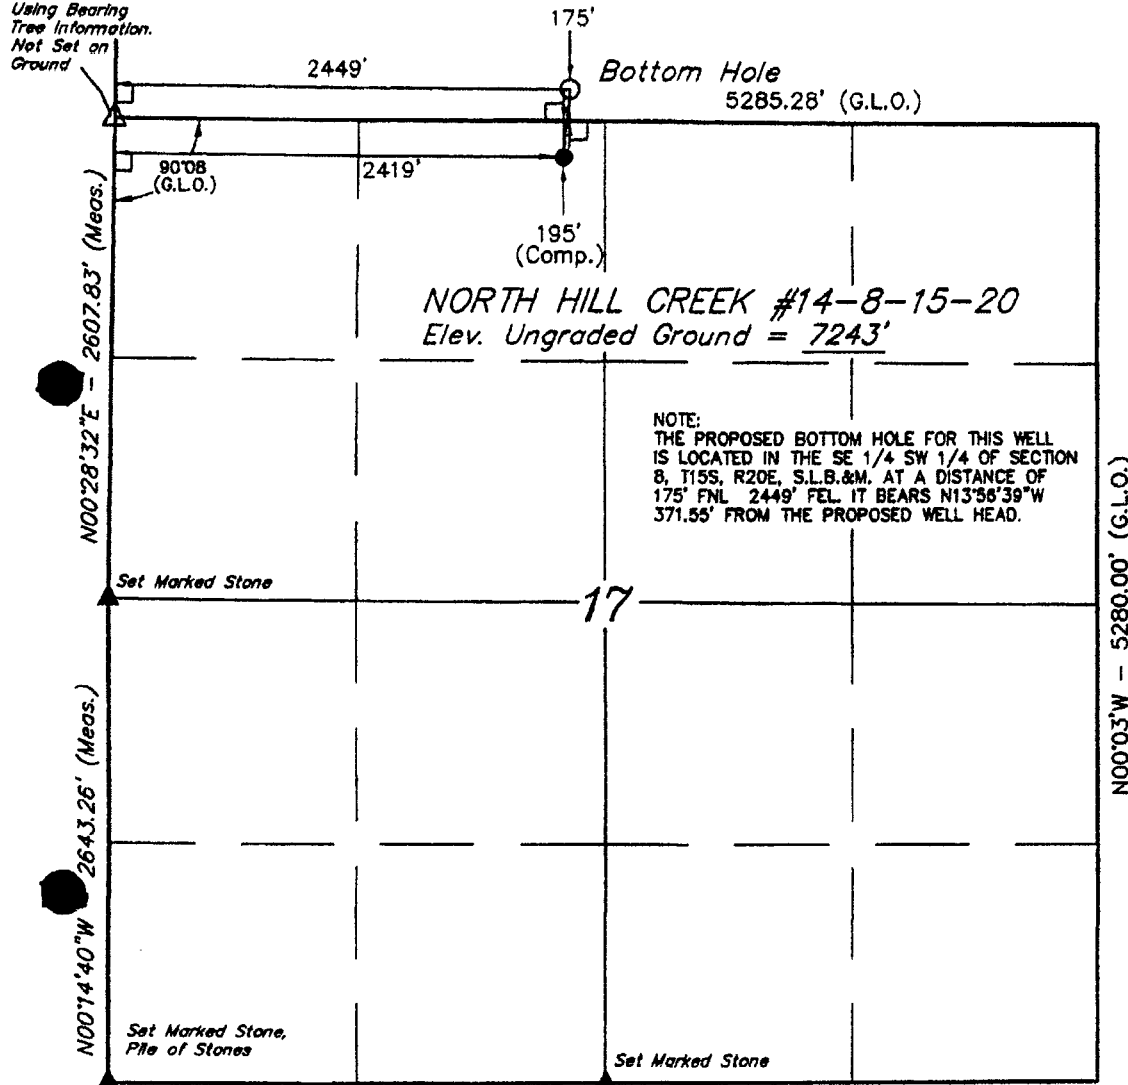 Using Bearing
Tree Information.
Not Set on
Ground
175'
2449'
Bottom Hole
5285.28' (G.L.O.)
90°08
(G.L.O.)
2419'
195'
(Comp.)
NORTH HILL CREEK #14-8-15-20
Elev. Ungraded Ground = 7243'
N00°28'32"E - 2607.83' (Meas.)
NOTE:
THE PROPOSED BOTTOM HOLE FOR THIS WELL
IS LOCATED IN THE SE 1/4 SW 1/4 OF SECTION
8, T15S, R20E, S.L.B.&M. AT A DISTANCE OF
175' FNL 2449' FEL. IT BEARS N13°56'39"W
371.55' FROM THE PROPOSED WELL HEAD.
N00°03'W - 5280.00' (G.L.O.)
Set Marked Stone
17
N00°14'40"W 2643.26' (Meas.)
Set Marked Stone,
Pile of Stones
Set Marked Stone